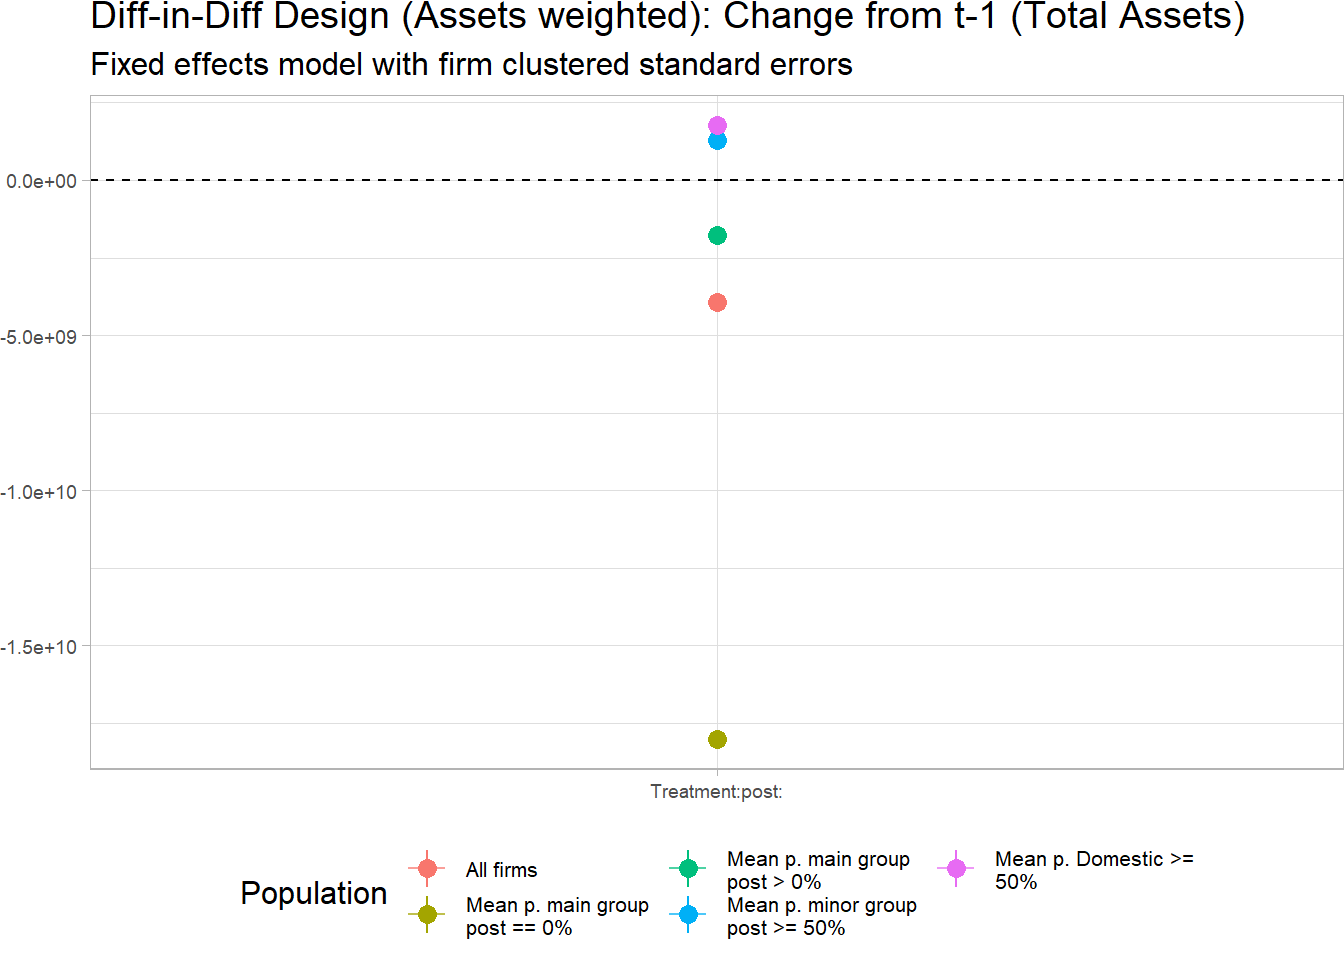 Diff-in-Diff Design (Assets weighted): Change from t-1 (Total Assets)
Fixed effects model with firm clustered standard errors
0.0e+00
-5.0e+09
-1.0e+10
-1.5e+10
Treatment:post:
Population
All firms
Mean p. main group
post == 0%
Mean p. main group
post > 0%
Mean p. minor group
post >= 50%
Mean p. Domestic >=
50%